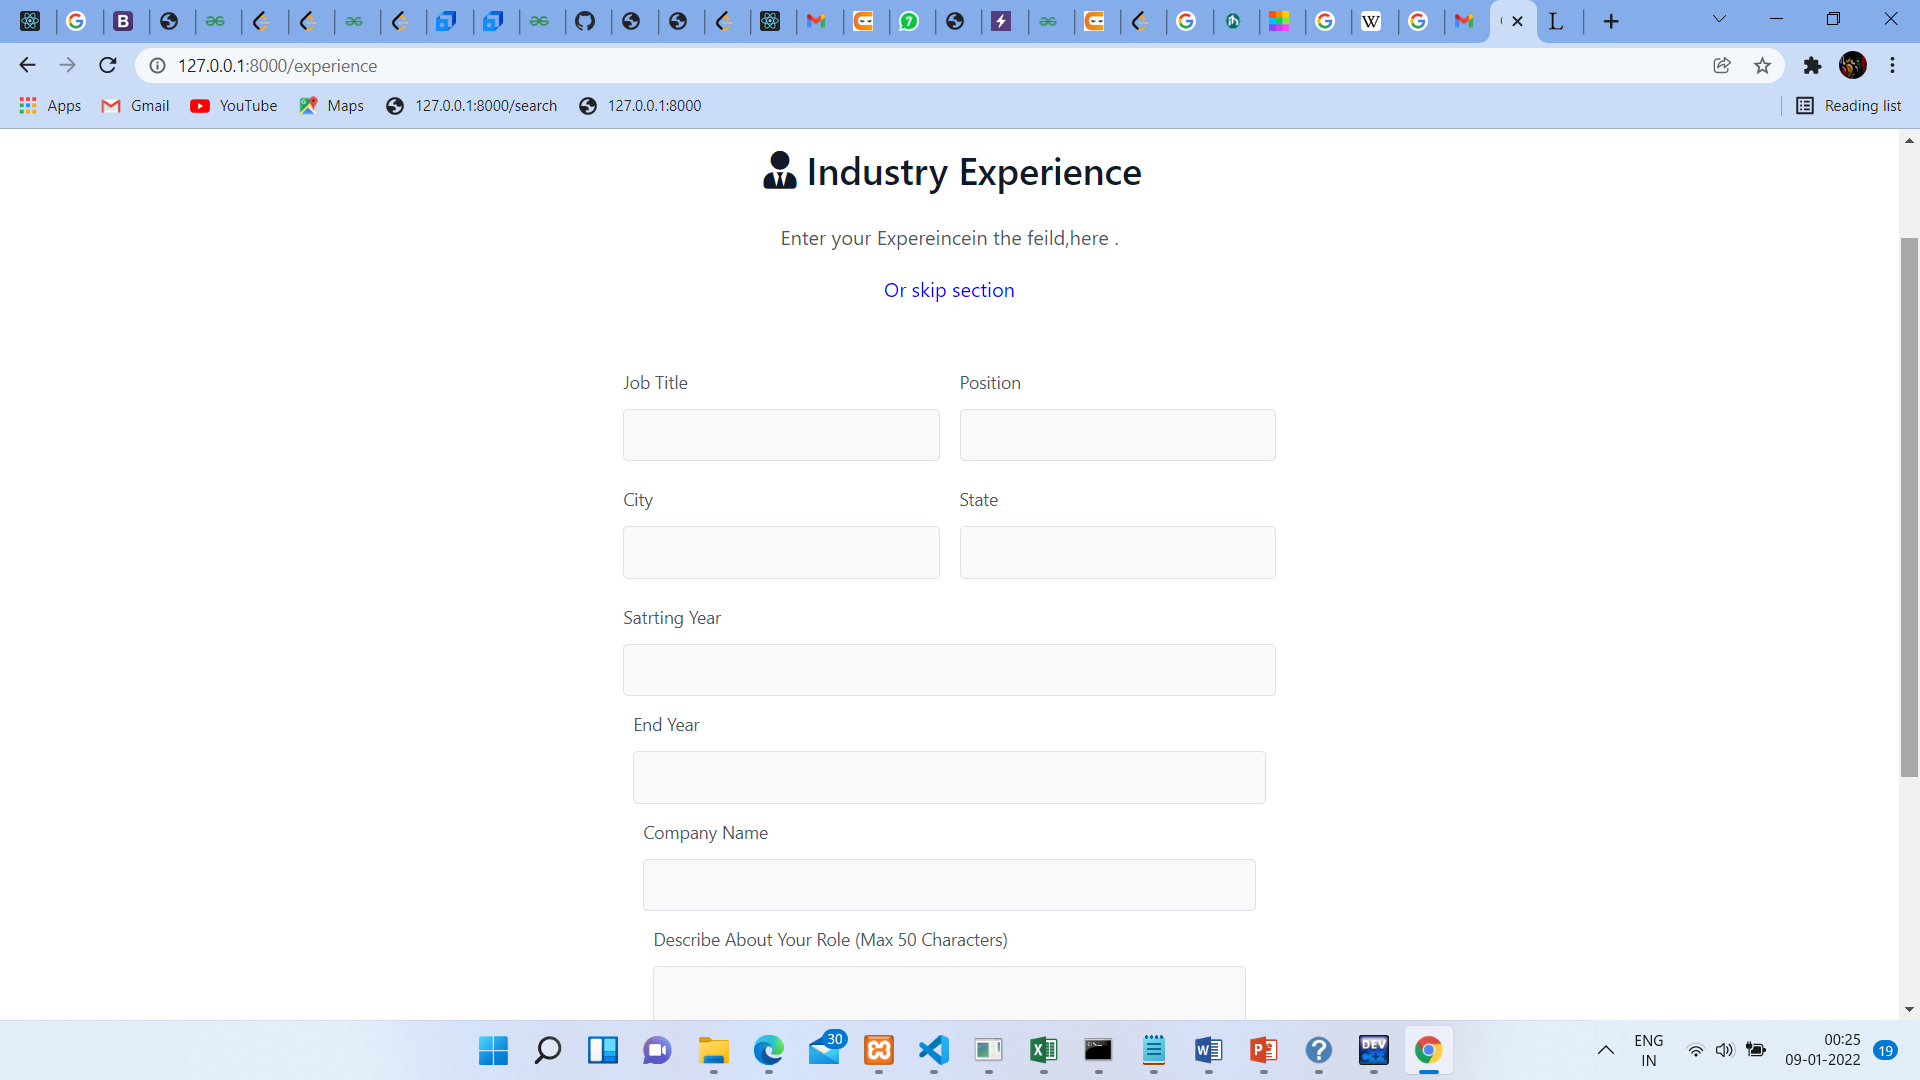 B
7
W
L
127.0.0.1:8000/experience
Apps
Gmail
YouTube
Maps
127.0.0.1:8000/search
127.0.0.1:8000
Reading list
Industry Experience
Enter your Expereincein the feild,here .
Or skip section
Job Title
Position
City
State
Satrting Year
End Year
Company Name
Describe About Your Role (Max 50 Characters)
30
DEV
C++
ENG
IN
00:25
09-01-2022
19